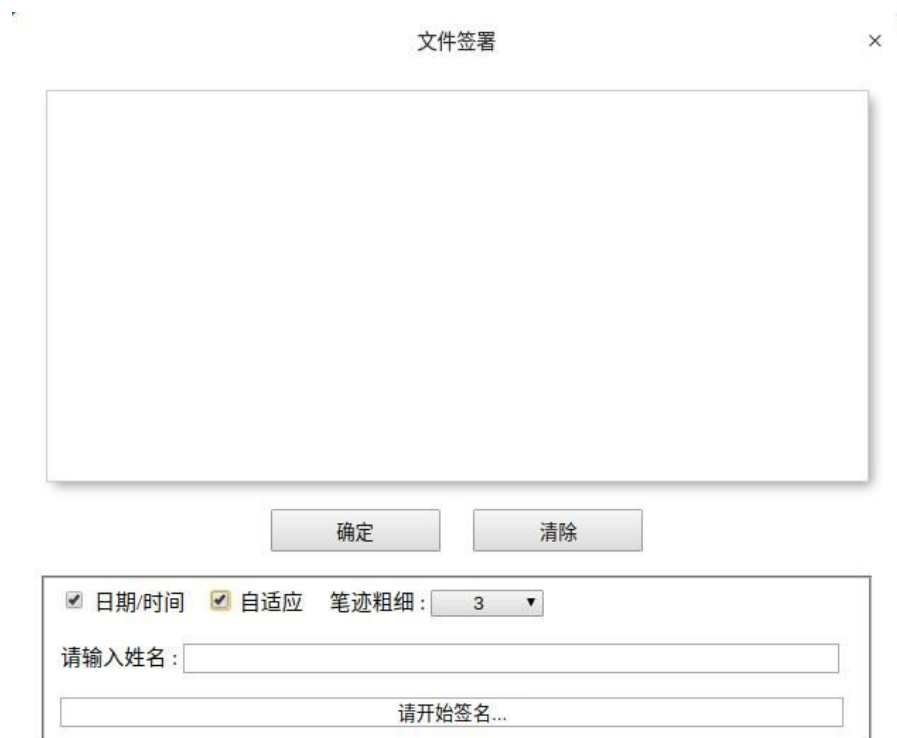 文件签署 ×
确定 清除
日期/时间 自适应 笔迹粗细 : 3
请输入姓名 :
请开始签名...